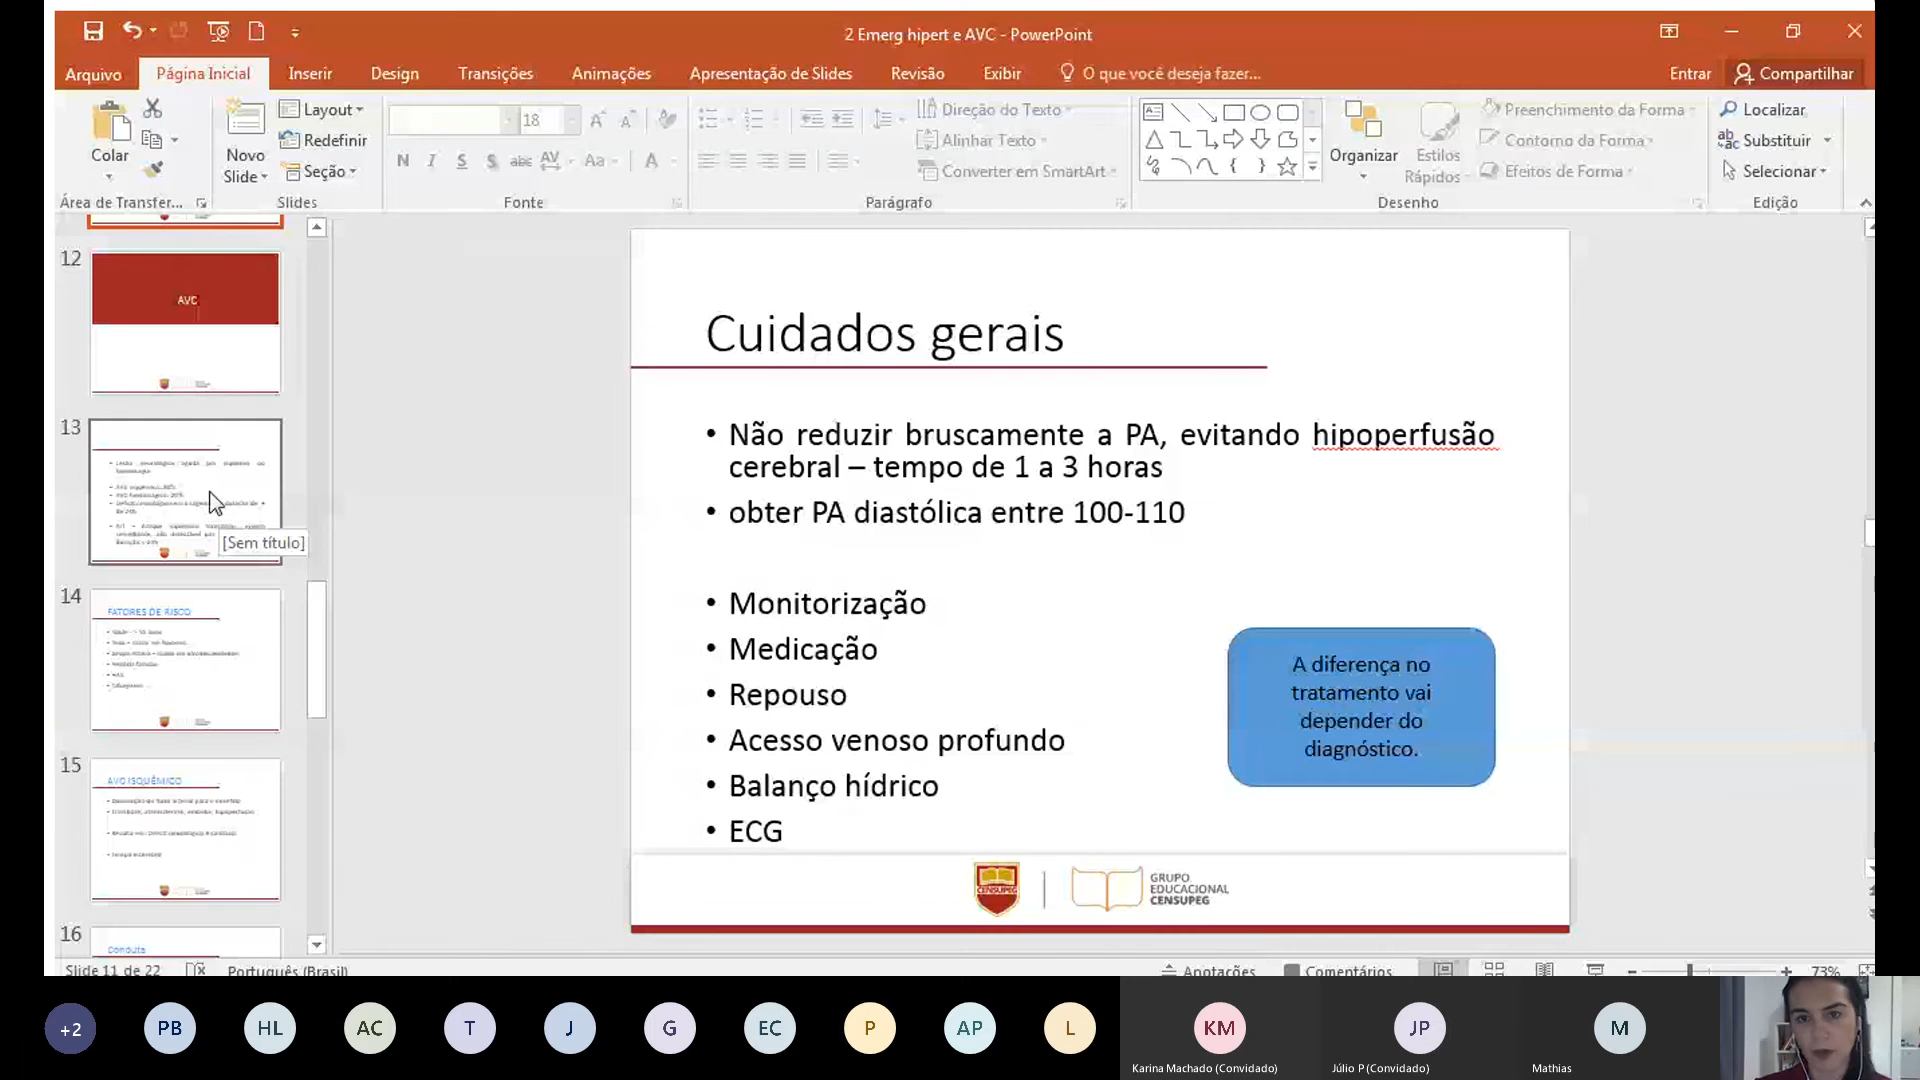 2 Emerg hipert e AVC - PowerPoint
Arquivo
Página Inicial
Inserir
Design
Transições
Animações
Apresentação de Slides
Revisão
Exibir
O que você deseja fazer...
Entrar
Compartilhar
Colar
Novo
Slide
Layout
Redefinir
Seção
18
N I S S abc AV Aa A
Direção do Texto
Alinhar Texto
Converter em SmartArt
Organizar
Estilos
Rápidos
Preenchimento da Forma
Contorno da Forma
Efeitos de Forma
Localizar
Substituir
Selecionar
Área de Transfer...
Slides
Fonte
Parágrafo
Desenho
Edição
12
AVC
13
[Sem título]
14
FATORES DE RISCO
15
AVC ISQUÊMICO
16
Conduta
Cuidados gerais
• Não reduzir bruscamente a PA, evitando hipoperfusão
cerebral – tempo de 1 a 3 horas
• obter PA diastólica entre 100-110
• Monitorização
• Medicação
• Repouso
• Acesso venoso profundo
• Balanço hídrico
• ECG
A diferença no
tratamento vai
depender do
diagnóstico.
CENSUPEG
GRUPO
EDUCACIONAL
CENSUPEG
Slide 11 de 22
Português (Brasil)
Anotações
Comentários
73%
+2
PB
HL
AC
T
J
G
EC
P
AP
L
KM
JP
M
Karina Machado (Convidado)
Júlio P (Convidado)
Mathias